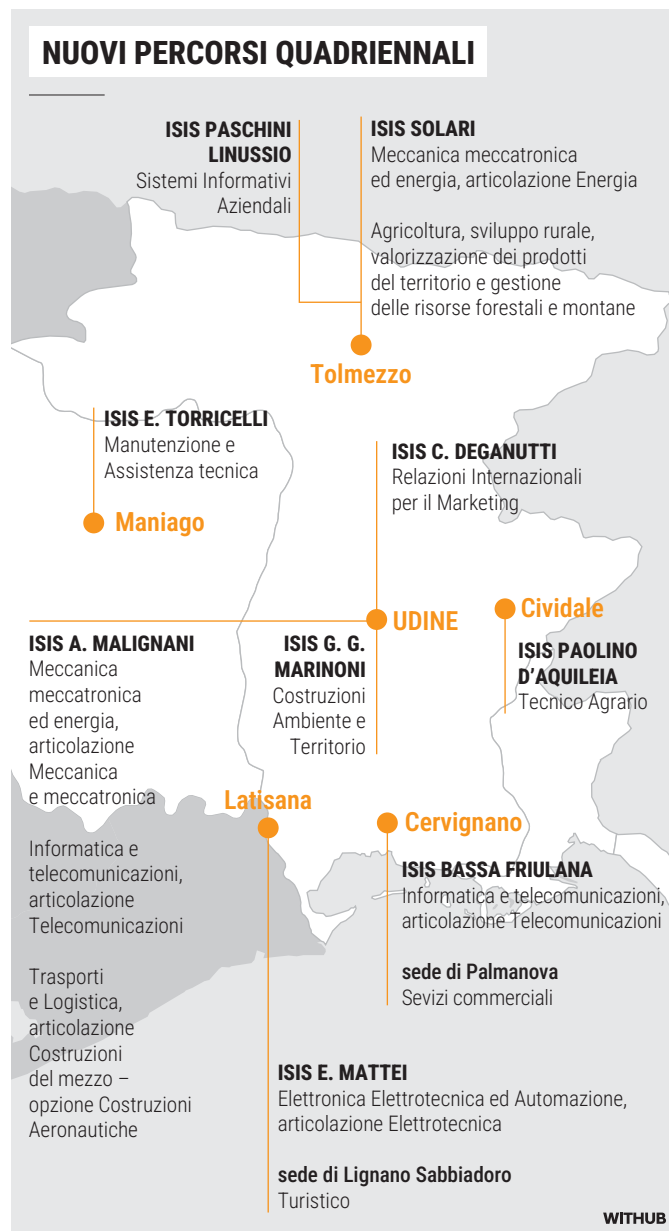 NUOVI PERCORSI QUADRIENNALI
ISIS PASCHINI
LINUSSIO
Sistemi Informativi
Aziendali
ISIS SOLARI
Meccanica meccatronica
ed energia, articolazione Energia
Agricoltura, sviluppo rurale,
valorizzazione dei prodotti
del territorio e gestione
delle risorse forestali e montane
Tolmezzo
ISIS E. TORRICELLI
Manutenzione e
Assistenza tecnica
Maniago
ISIS C. DEGANUTTI
Relazioni Internazionali
per il Marketing
UDINE
Cividale
ISIS PAOLINO
D'AQUILEIA
Tecnico Agrario
ISIS A. MALIGNANI
Meccanica
meccatronica
ed energia,
articolazione
Meccanica
e meccatronica
Informatica e
telecomunicazioni,
articolazione
Telecomunicazioni
Trasporti
e Logistica,
articolazione
Costruzioni
del mezzo –
opzione Costruzioni
Aeronautiche
ISIS G. G.
MARINONI
Costruzioni
Ambiente e
Territorio
Latisana
Cervignano
ISIS BASSA FRIULANA
Informatica e telecomunicazioni,
articolazione Telecomunicazioni
sede di Palmanova
Sevizi commerciali
ISIS E. MATTEI
Elettronica Elettrotecnica ed Automazione,
articolazione Elettrotecnica
sede di Lignano Sabbiadoro
Turistico
WITHUB